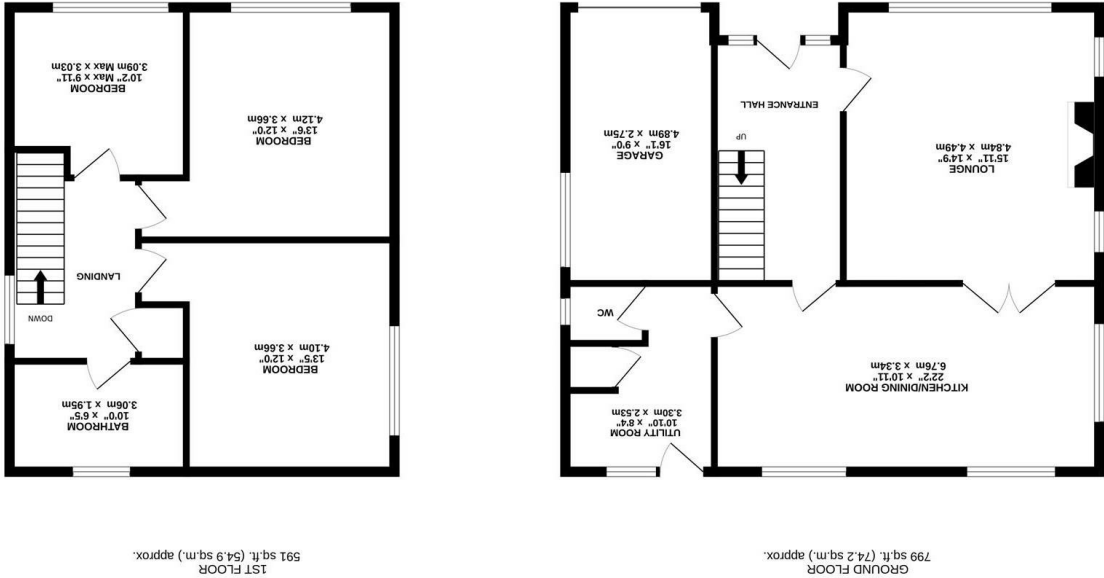 GROUND FLOOR
799 sq.ft. (74.2 sq.m.) approx.
1ST FLOOR
591 sq.ft. (54.9 sq.m.) approx.
UTILITY ROOM
10'10" x 8'4"
3.30m x 2.53m
KITCHEN/DINING ROOM
22'2" x 10'11"
6.76m x 3.34m
WC
LOUNGE
15'11" x 14'9"
4.84m x 4.49m
GARAGE
16'1" x 9'0"
4.89m x 2.75m
UP
ENTRANCE HALL
BATHROOM
10'0" x 6'5"
3.06m x 1.95m
BEDROOM
13'5" x 12'0"
4.10m x 3.66m
DOWN
LANDING
BEDROOM
13'6" x 12'0"
4.12m x 3.66m
BEDROOM
10'2" Max x 9'11"
3.09m Max x 3.03m